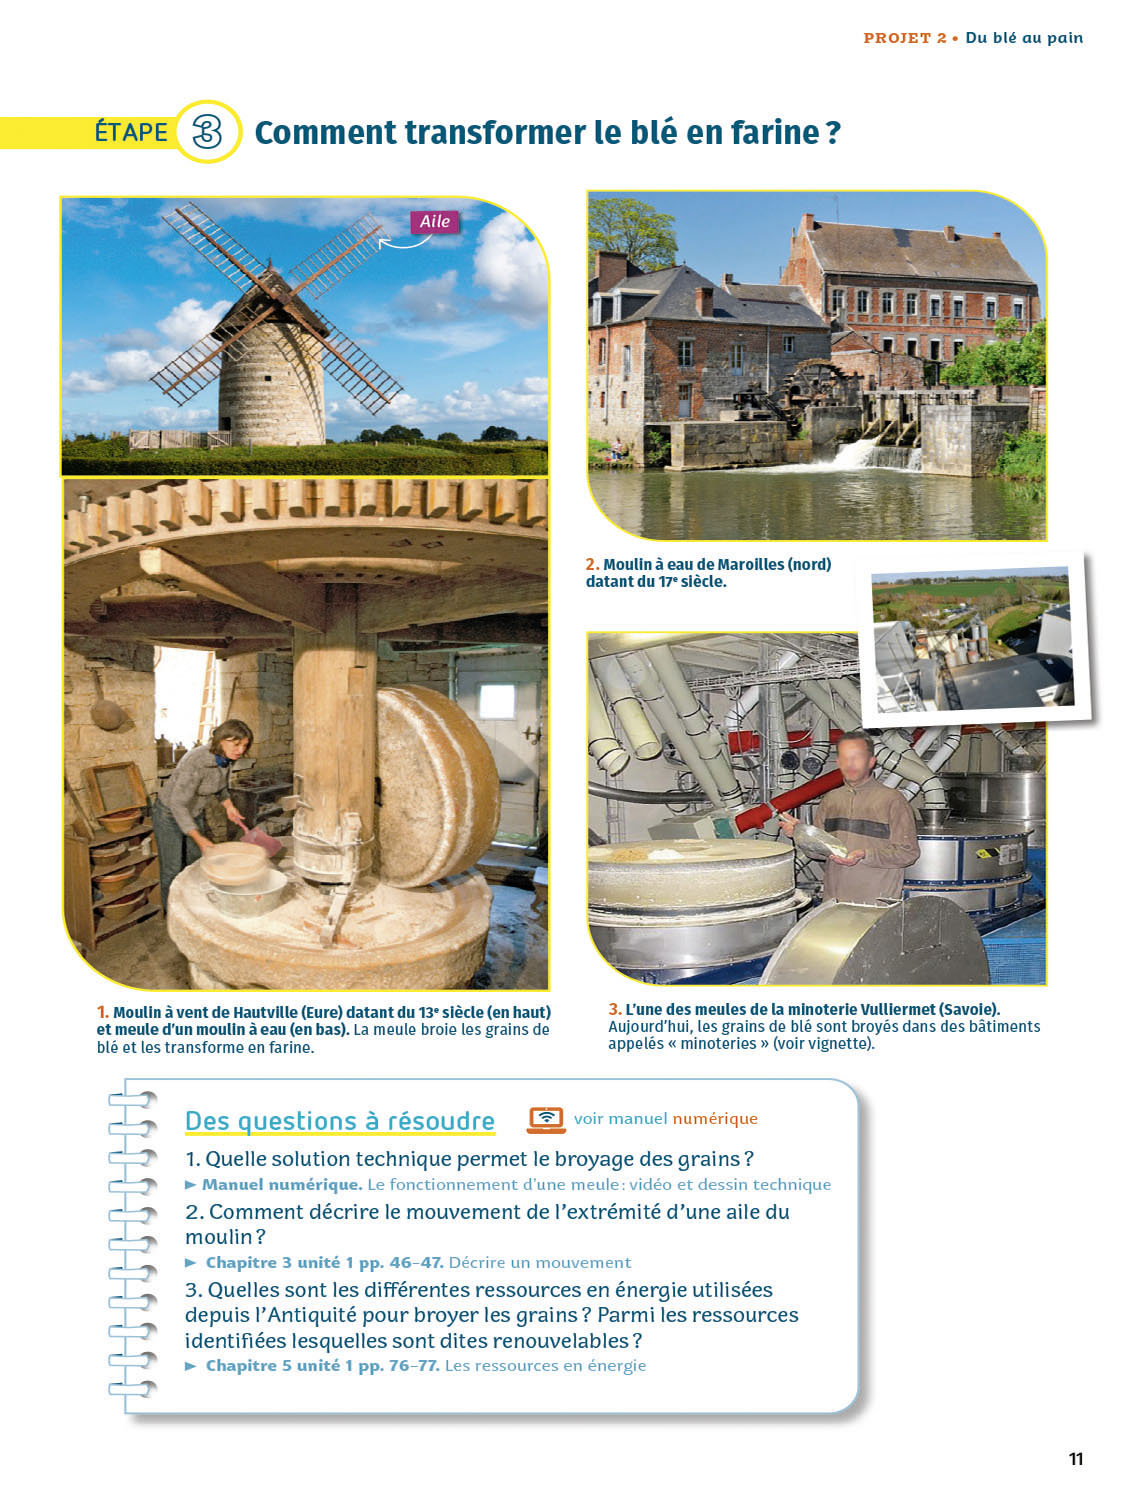 PROJET 2 • Du blé au pain
ÉTAPE 3 Comment transformer le blé en farine ?
Aile
2. Moulin à eau de Maroilles (nord)
datant du 17e siècle.
1. Moulin à vent de Hautville (Eure) datant du 13e siècle (en haut)
et meule d'un moulin à eau (en bas). La meule broie les grains de
blé et les transforme en farine.
3. L'une des meules de la minoterie Vulliermet (Savoie).
Aujourd'hui, les grains de blé sont broyés dans des bâtiments
appelés « minoteries » (voir vignette).
Des questions à résoudre voir manuel numérique
1. Quelle solution technique permet le broyage des grains ?
► Manuel numérique. Le fonctionnement d'une meule : vidéo et dessin technique
2. Comment décrire le mouvement de l'extrémité d'une aile du
moulin ?
► Chapitre 3 unité 1 pp. 46-47. Décrire un mouvement
3. Quelles sont les différentes ressources en énergie utilisées
depuis l'Antiquité pour broyer les grains ? Parmi les ressources
identifiées lesquelles sont dites renouvelables ?
► Chapitre 5 unité 1 pp. 76-77. Les ressources en énergie
11